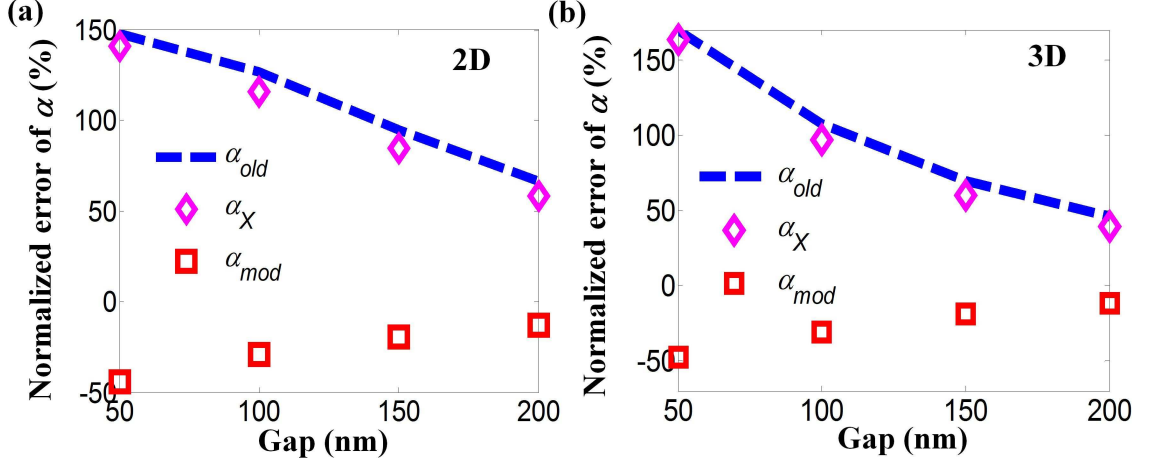 (a)
Normalized error of α (%)
150
100
50
0
-50
2D
α_old
α_X
α_mod
50 100 150 200
Gap (nm)
(b)
Normalized error of α (%)
150
100
50
0
-50
3D
α_old
α_X
α_mod
50 100 150 200
Gap (nm)